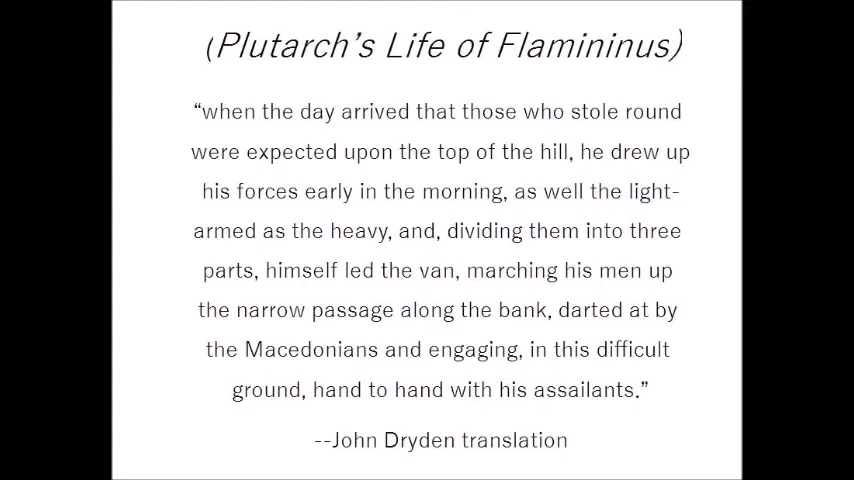 (Plutarch’s Life of Flamininus)
“when the day arrived that those who stole round
were expected upon the top of the hill, he drew up
his forces early in the morning, as well the light-
armed as the heavy, and, dividing them into three
parts, himself led the van, marching his men up
the narrow passage along the bank, darted at by
the Macedonians and engaging, in this difficult
ground, hand to hand with his assailants.”
--John Dryden translation